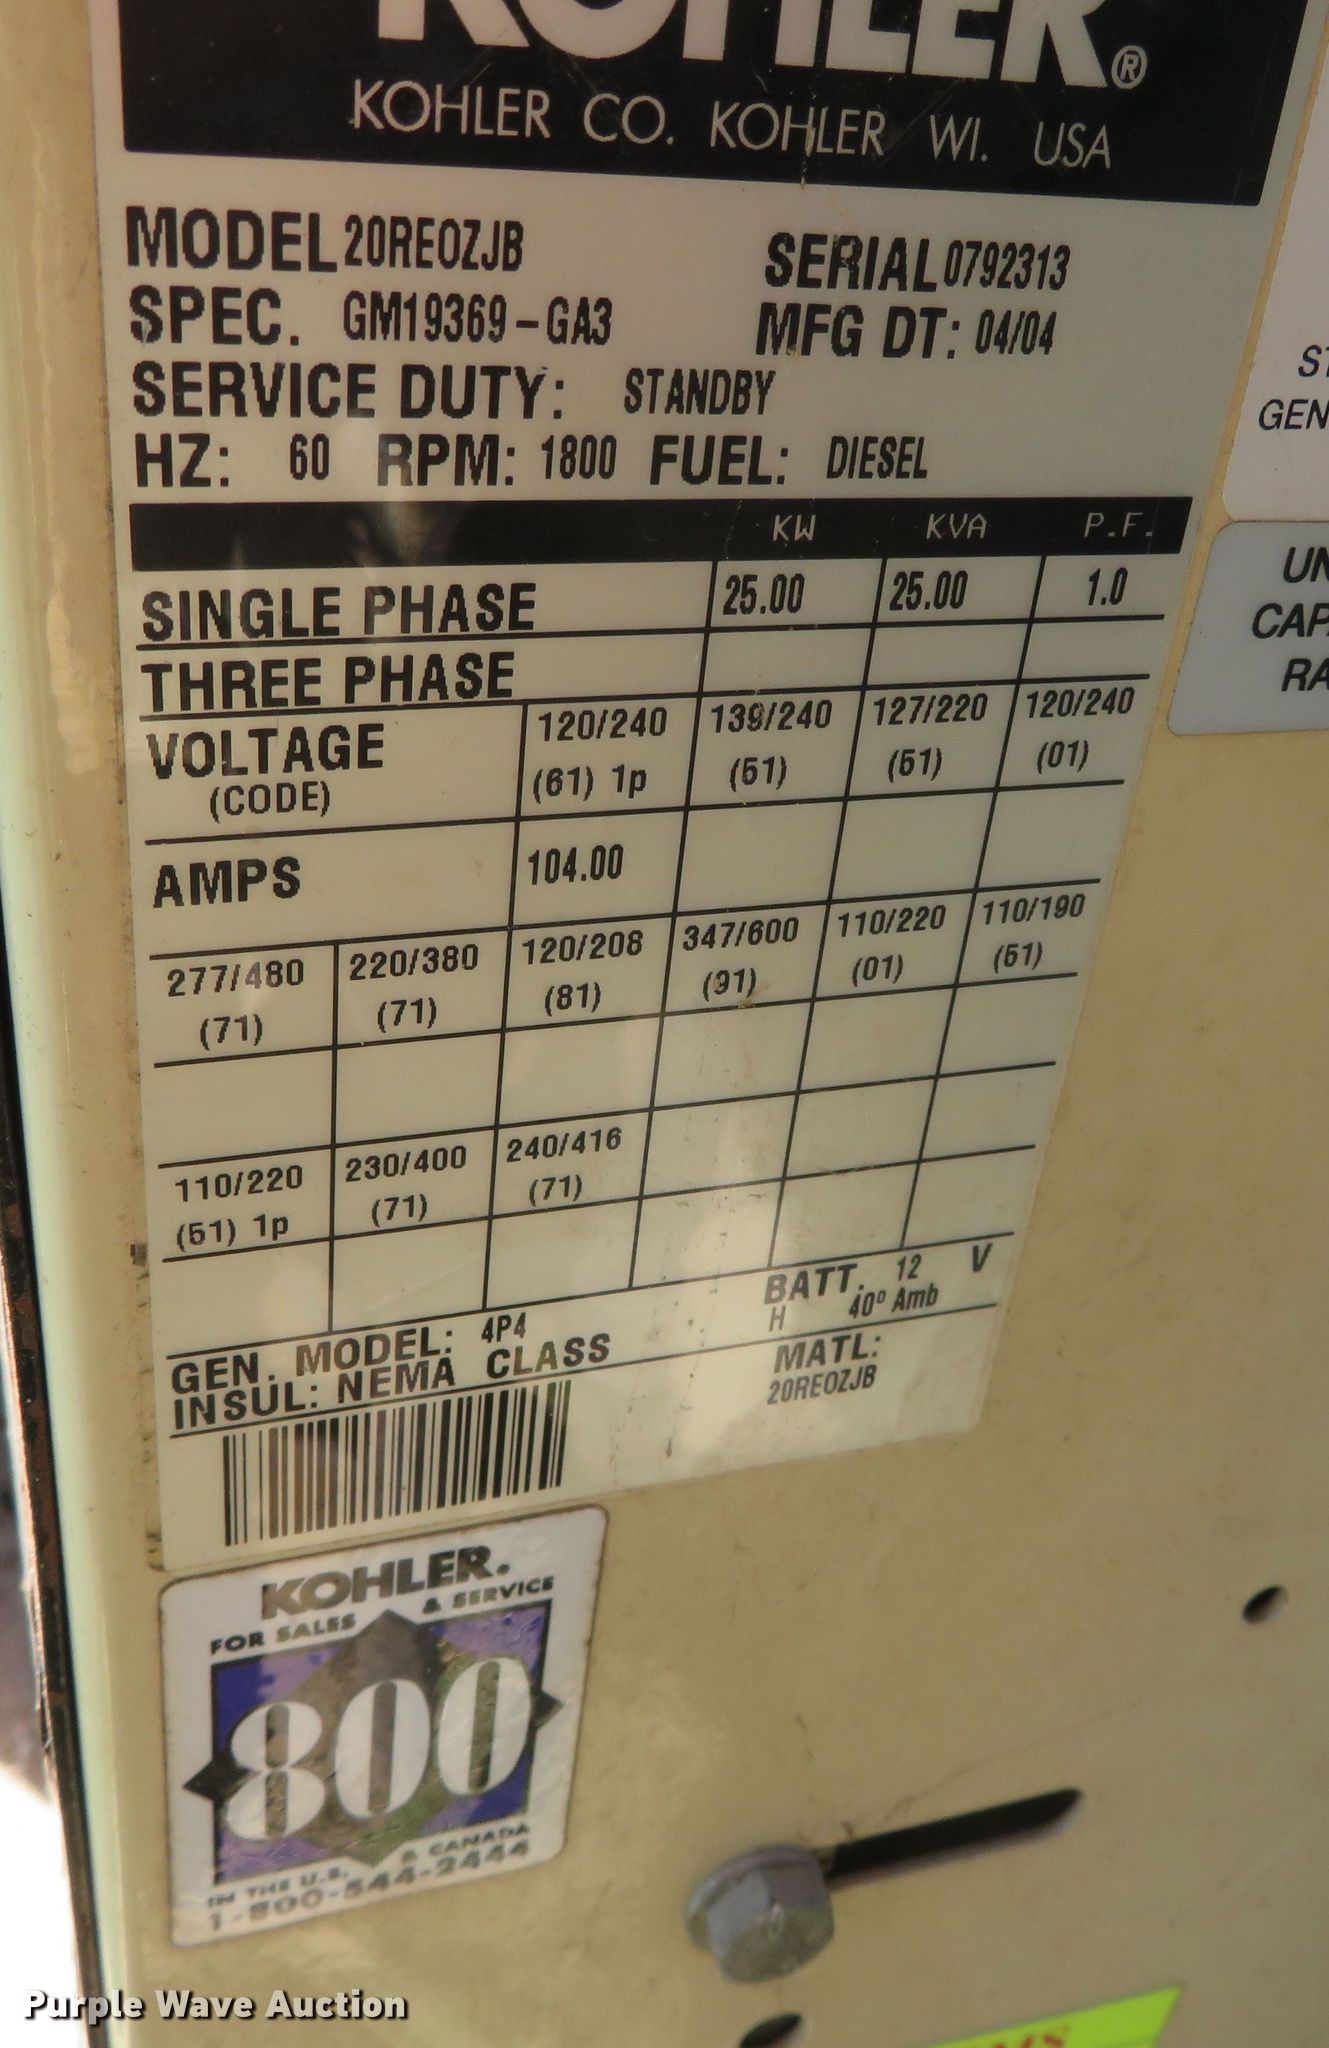 KOHLER®
KOHLER CO. KOHLER WI. USA
MODEL 20REOZJB SERIAL 0792313
SPEC. GM19369-GA3 MFG DT: 04/04
SERVICE DUTY: STANDBY
HZ: 60 RPM: 1800 FUEL: DIESEL
KW KVA P.F.
SINGLE PHASE 25.00 25.00 1.0
THREE PHASE
VOLTAGE 120/240 139/240 127/220 120/240
(CODE) (61) 1p (51) (61) (01)
AMPS 104.00
277/480 220/380 120/208 347/600 110/220 110/190
(71) (71) (81) (91) (01) (61)
110/220 230/400 240/416
(51) 1p (71) (71)
GEN. MODEL: 4P4 BATT. 12 V
INSUL: NEMA CLASS H 40° Amb
MATL:
20REOZJB
KOHLER.
FOR SALES & SERVICE
800
IN THE U.S. & CANADA
1-800-544-2444
GEN
UN
CAP
RA
Purple Wave Auction